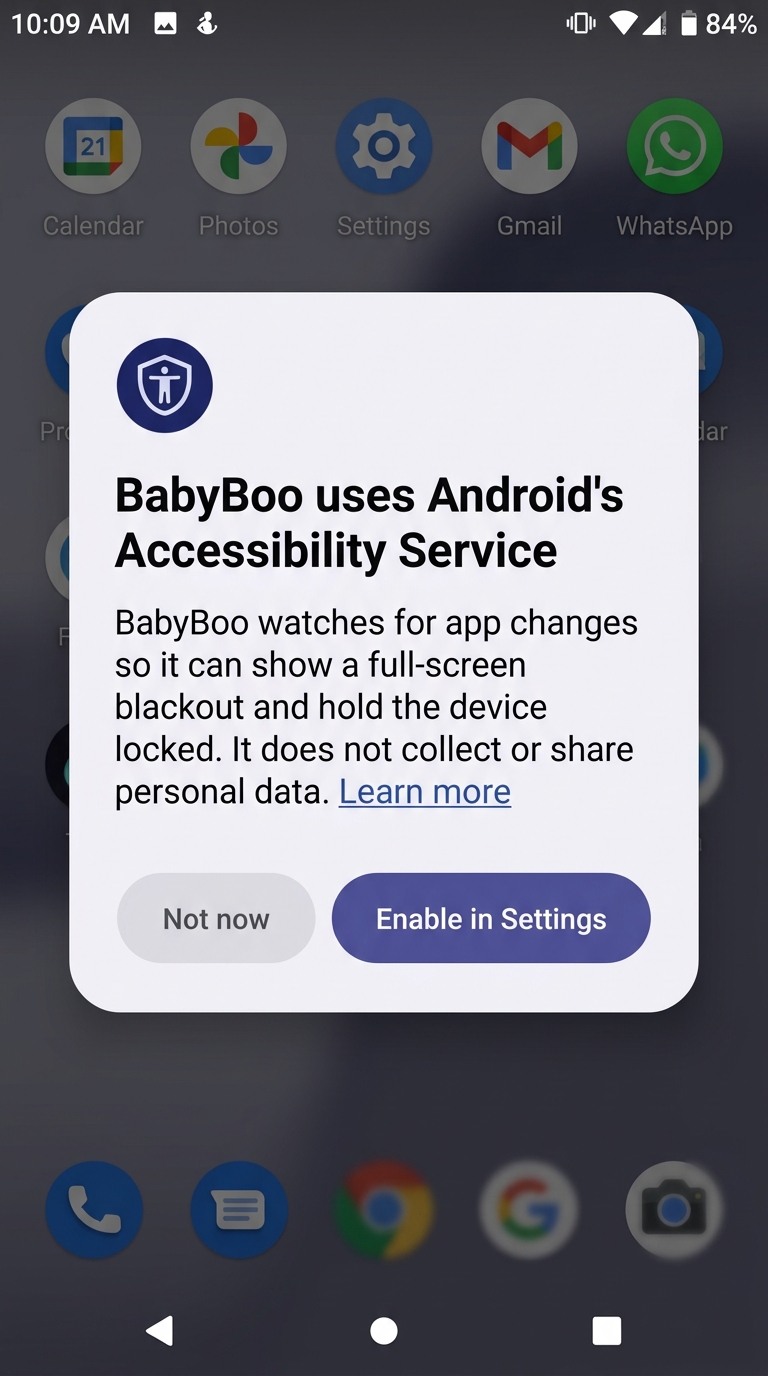 10:09 AM 84%
21
Calendar Photos Settings Gmail WhatsApp
BabyBoo uses Android's
Accessibility Service
BabyBoo watches for app changes
so it can show a full-screen
blackout and hold the device
locked. It does not collect or share
personal data. Learn more
Not now Enable in Settings